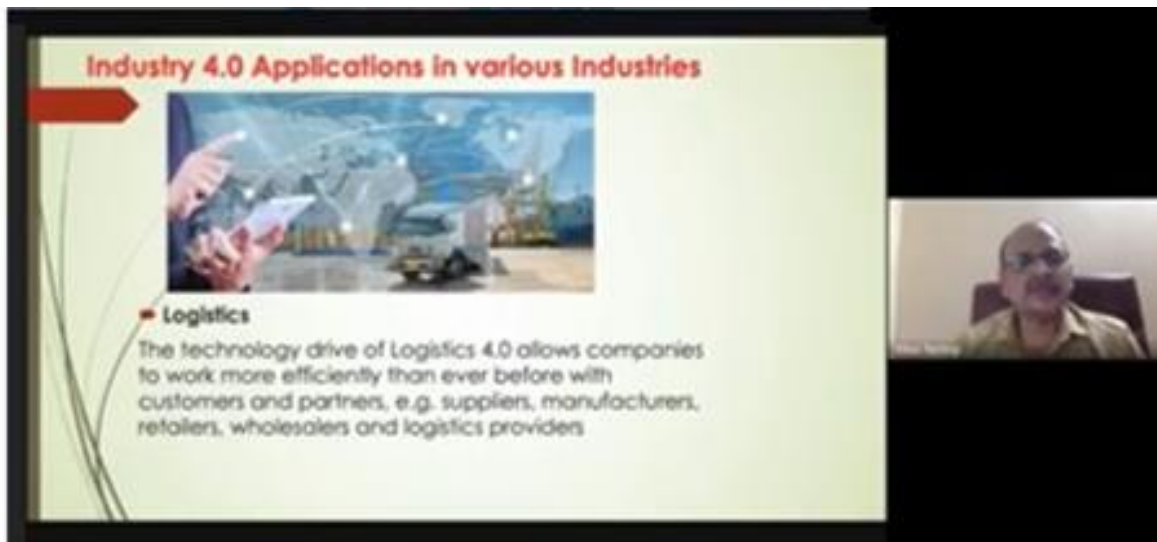 Industry 4.0 Applications in various Industries
Logistics
The technology drive of Logistics 4.0 allows companies
to work more efficiently than ever before with
customers and partners, e.g. suppliers, manufacturers,
retailers, wholesalers and logistics providers